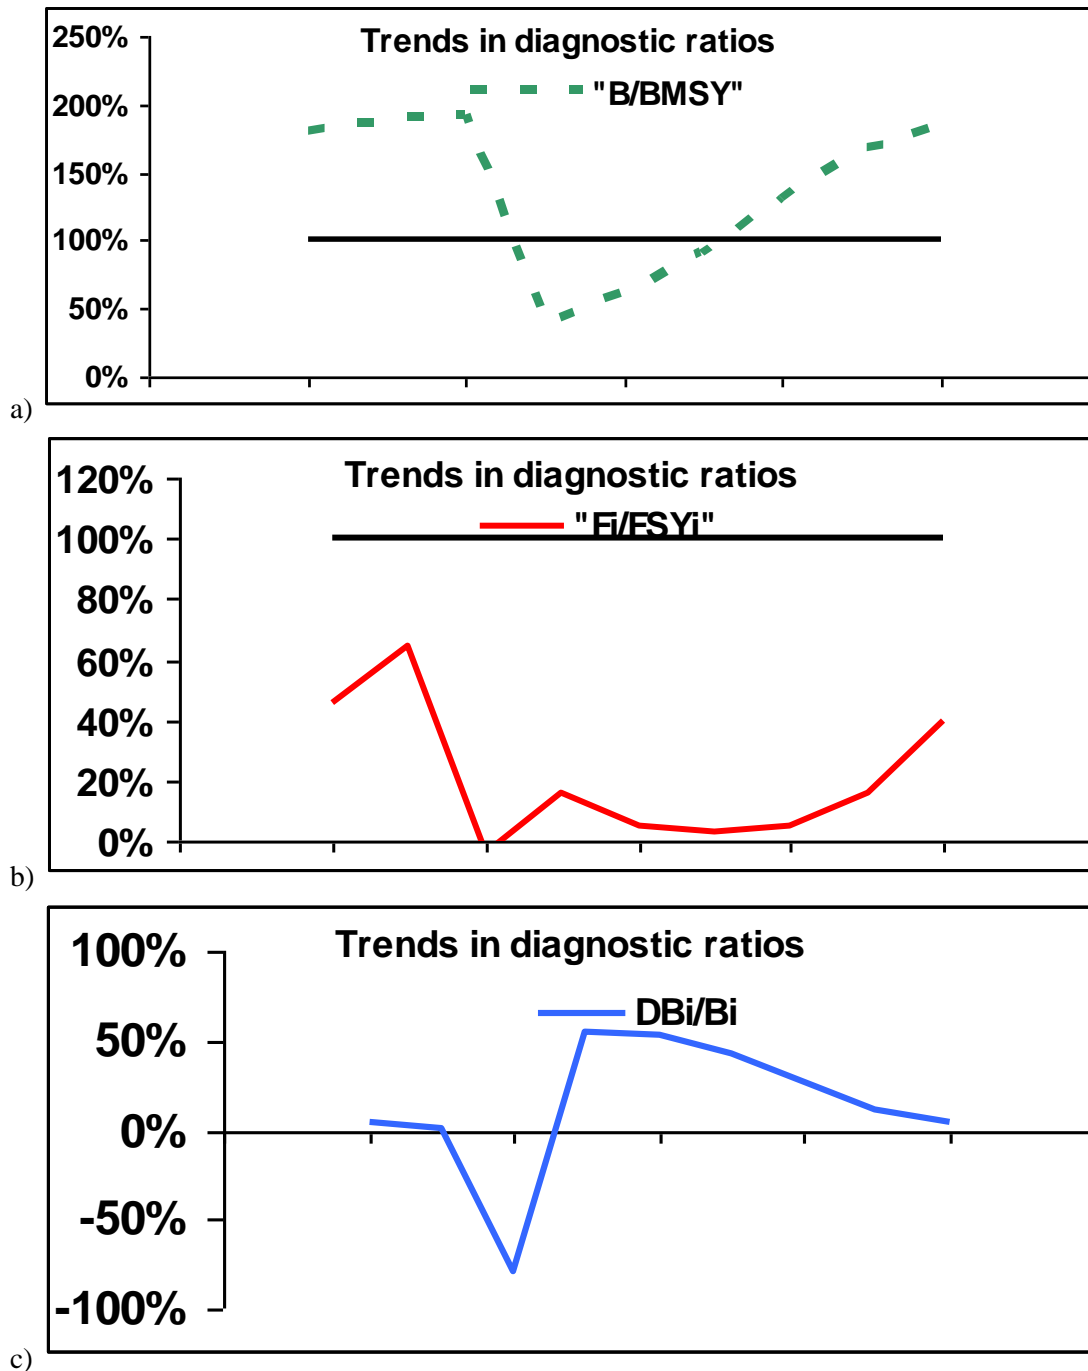 Trends in diagnostic ratios
"B/BMSY"
250%
200%
150%
100%
50%
0%
a)
Trends in diagnostic ratios
"Fi/FSYi"
120%
100%
80%
60%
40%
20%
0%
b)
Trends in diagnostic ratios
DBi/Bi
100%
50%
0%
-50%
-100%
c)